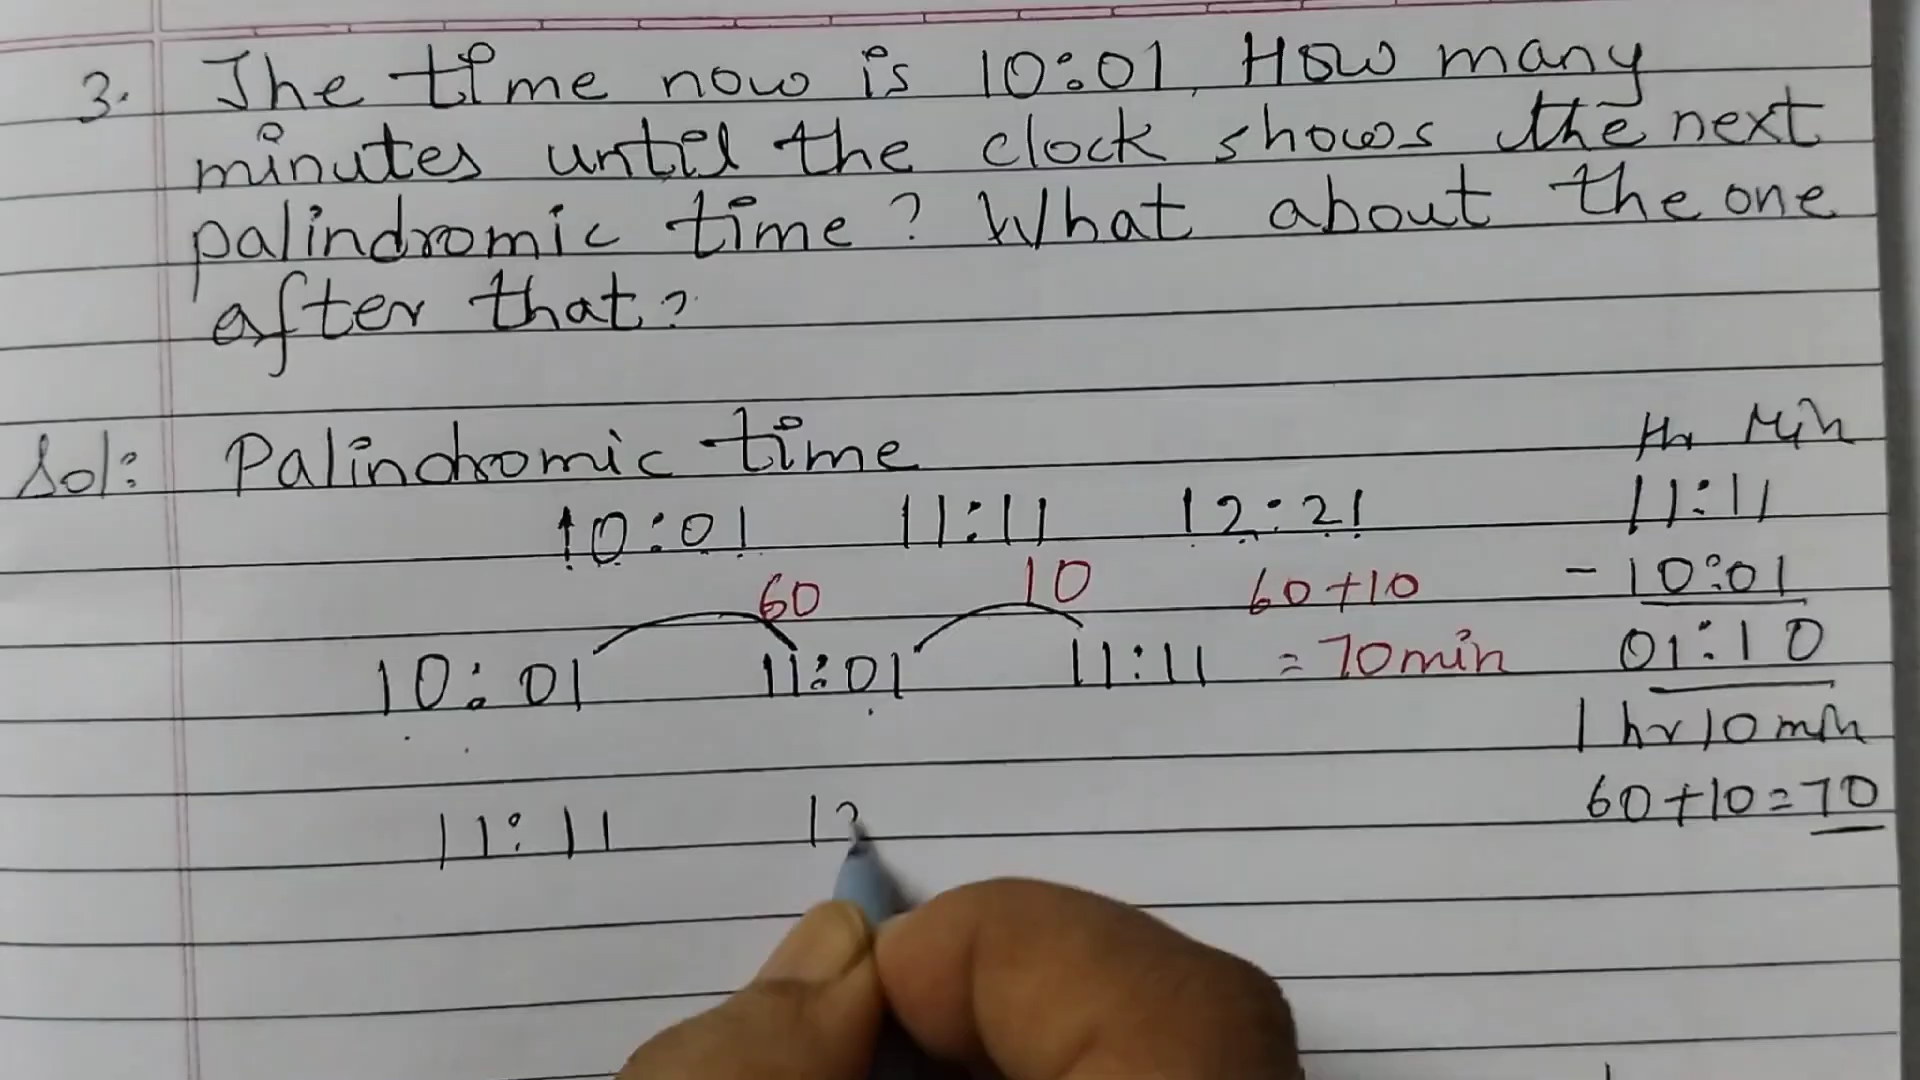 3. The time now is 10:01. How many
minutes until the clock shows the next
palindromic time? What about the one
after that?
Sol: Palindromic time
10:01 11:11 12:21
60 10 60+10
10:01 11:01 11:11 = 70min
11:11 12
Hr Min
11:11
- 10:01
01:10
1 hr 10 min
60+10=70